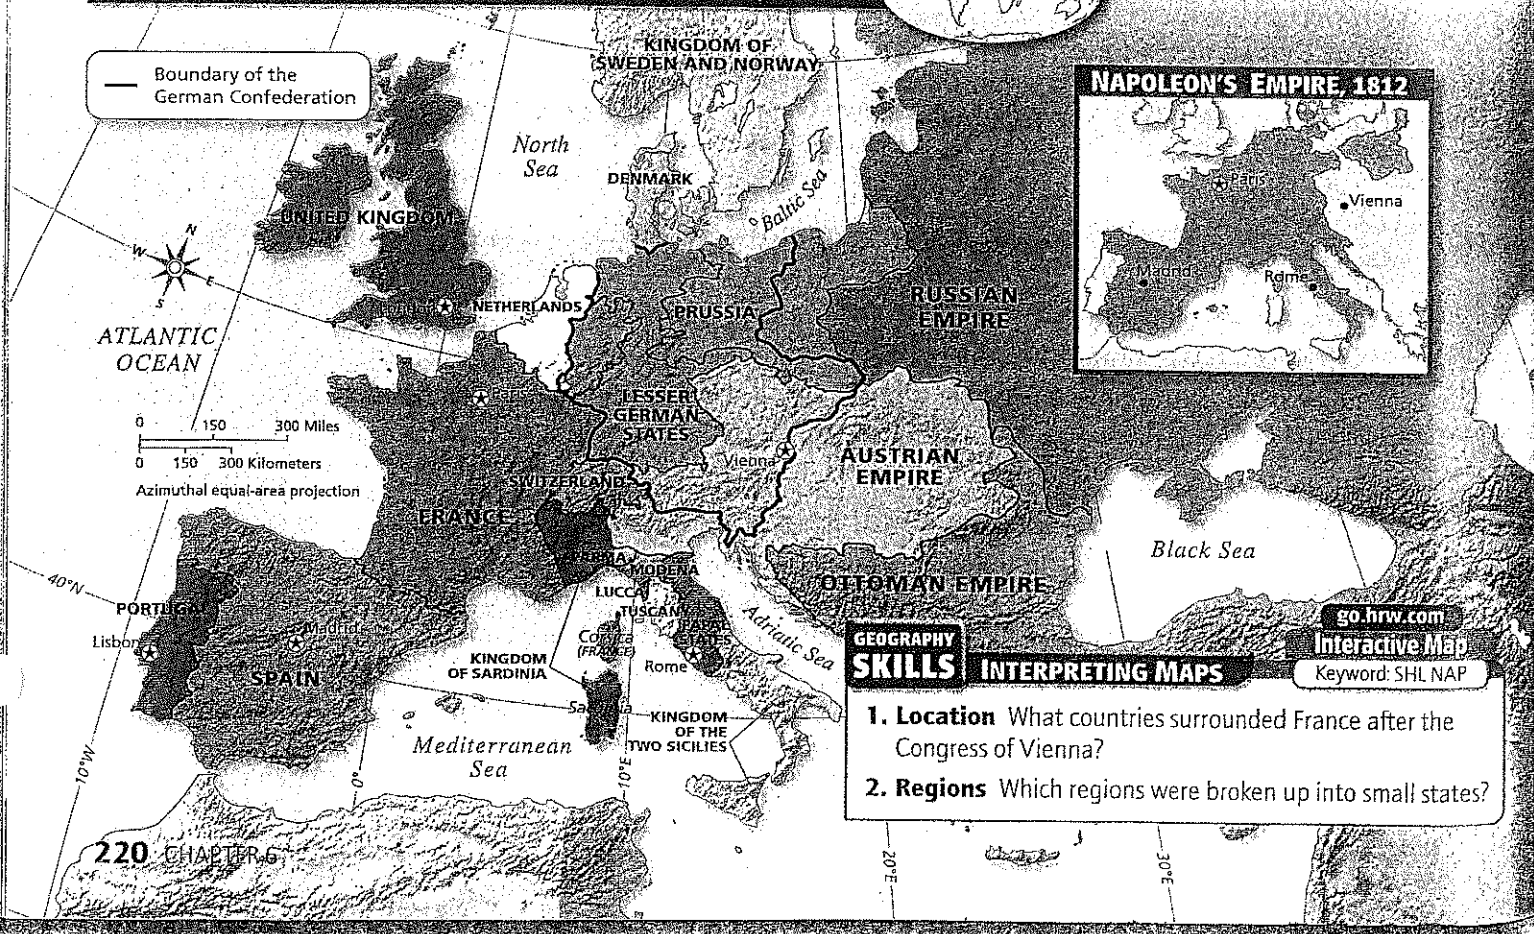 Boundary of the
German Confederation
KINGDOM OF
SWEDEN AND NORWAY
North
Sea
DENMARK
Baltic Sea
UNITED KINGDOM
N
W
E
S
NETHERLANDS
PRUSSIA
RUSSIAN
EMPIRE
ATLANTIC
OCEAN
LESSER
GERMAN
STATES
0 150 300 Miles
0 150 300 Kilometers
Azimuthal equal-area projection
Vienna
AUSTRIAN
EMPIRE
SWITZERLAND
FRANCE
Black Sea
MODENA
OTTOMAN EMPIRE
LUCCA
TUSCANY
PAPAL
STATES
40°N
PORTUGAL
Lisbon
Madrid
SPAIN
Corsica
(FRANCE)
Rome
Adriatic Sea
KINGDOM
OF SARDINIA
Sardinia
KINGDOM
OF THE
TWO SICILIES
Mediterranean
Sea
10°W
0°
10°E
20°E
30°E
NAPOLEON'S EMPIRE, 1812
Paris
Vienna
Madrid
Rome
go.hrw.com
Interactive Map
Keyword: SHL NAP
GEOGRAPHY
SKILLS INTERPRETING MAPS
1. Location What countries surrounded France after the
Congress of Vienna?
2. Regions Which regions were broken up into small states?
220 CHAPTER 6